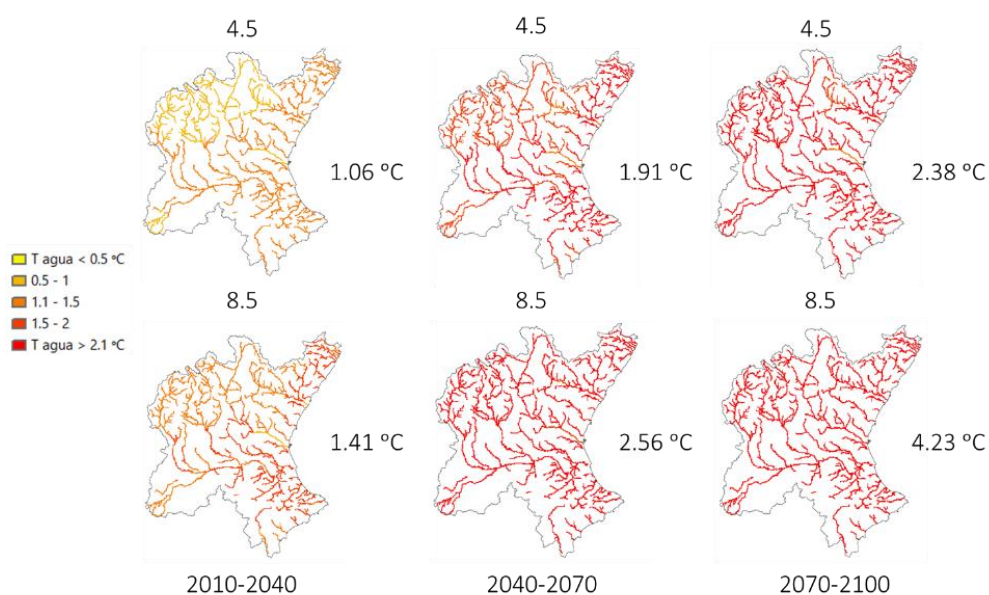 4.5
4.5
4.5
1.06 ºC
1.91 ºC
2.38 ºC
T agua < 0.5 ºC
0.5 - 1
1.1 - 1.5
1.5 - 2
T agua > 2.1 ºC
8.5
8.5
8.5
1.41 ºC
2.56 ºC
4.23 ºC
2010-2040
2040-2070
2070-2100